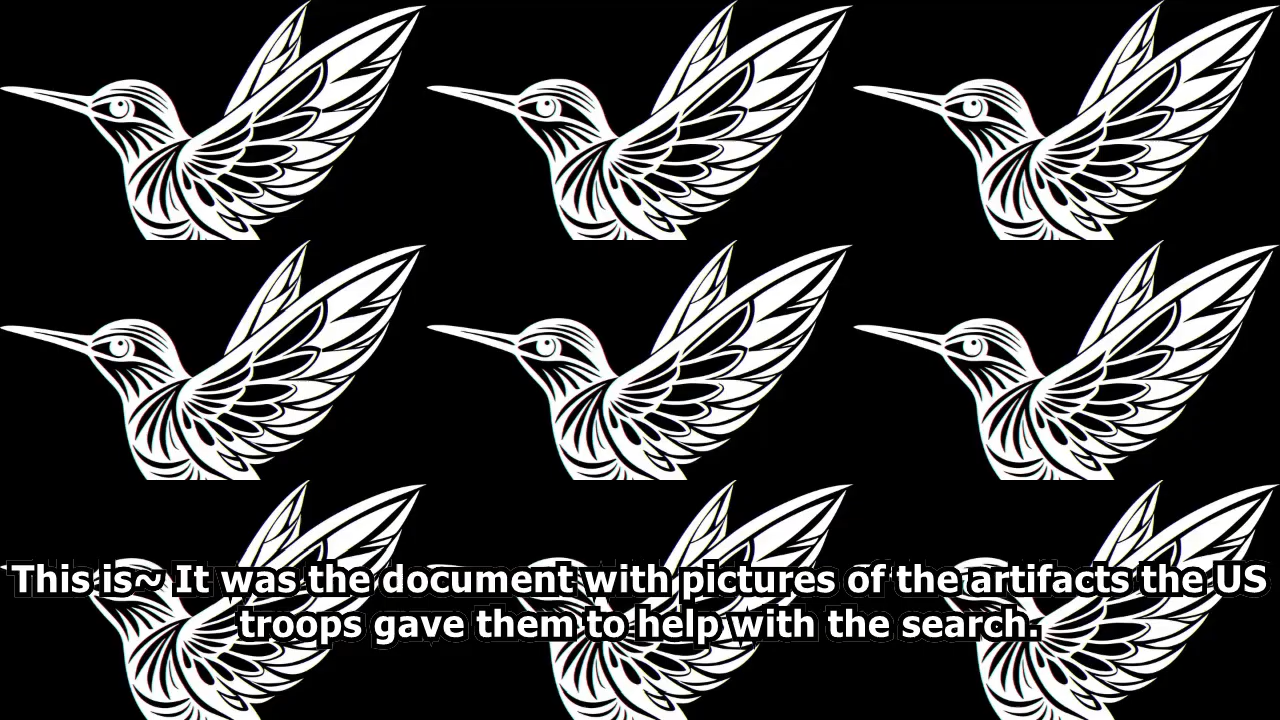 This is~ It was the document with pictures of the artifacts the US
troops gave them to help with the search.